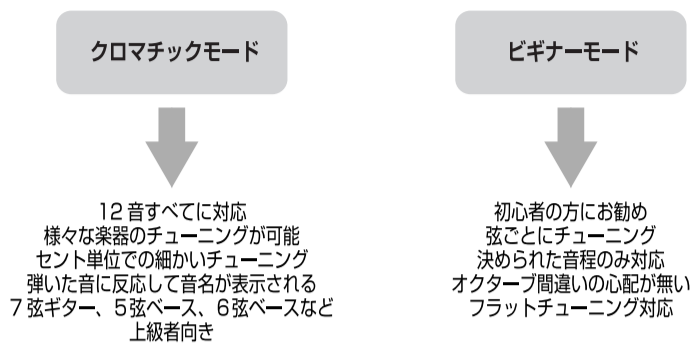 クロマチックモード
12音すべてに対応
様々な楽器のチューニングが可能
セント単位での細かいチューニング
弾いた音に反応して音名が表示される
7弦ギター、5弦ベース、6弦ベースなど
上級者向き
ビギナーモード
初心者の方にお勧め
弦ごとにチューニング
決められた音程のみ対応
オクターブ間違いの心配が無い
フラットチューニング対応